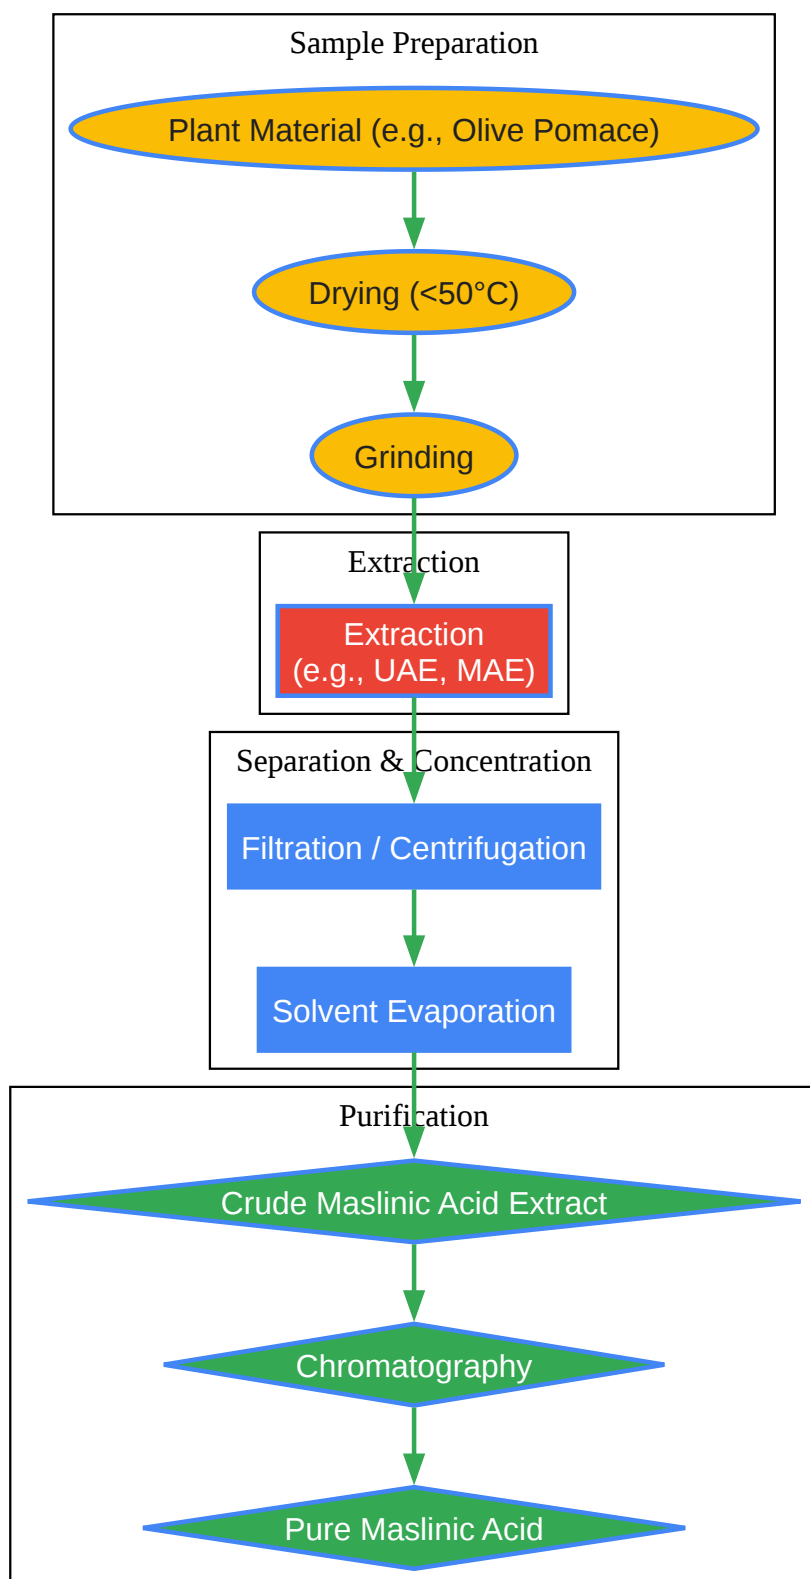 Sample Preparation
Plant Material (e.g., Olive Pomace)
Drying (<50°C)
Grinding
Extraction
Extraction
(e.g., UAE, MAE)
Separation & Concentration
Filtration / Centrifugation
Solvent Evaporation
Purification
Crude Maslinic Acid Extract
Chromatography
Pure Maslinic Acid